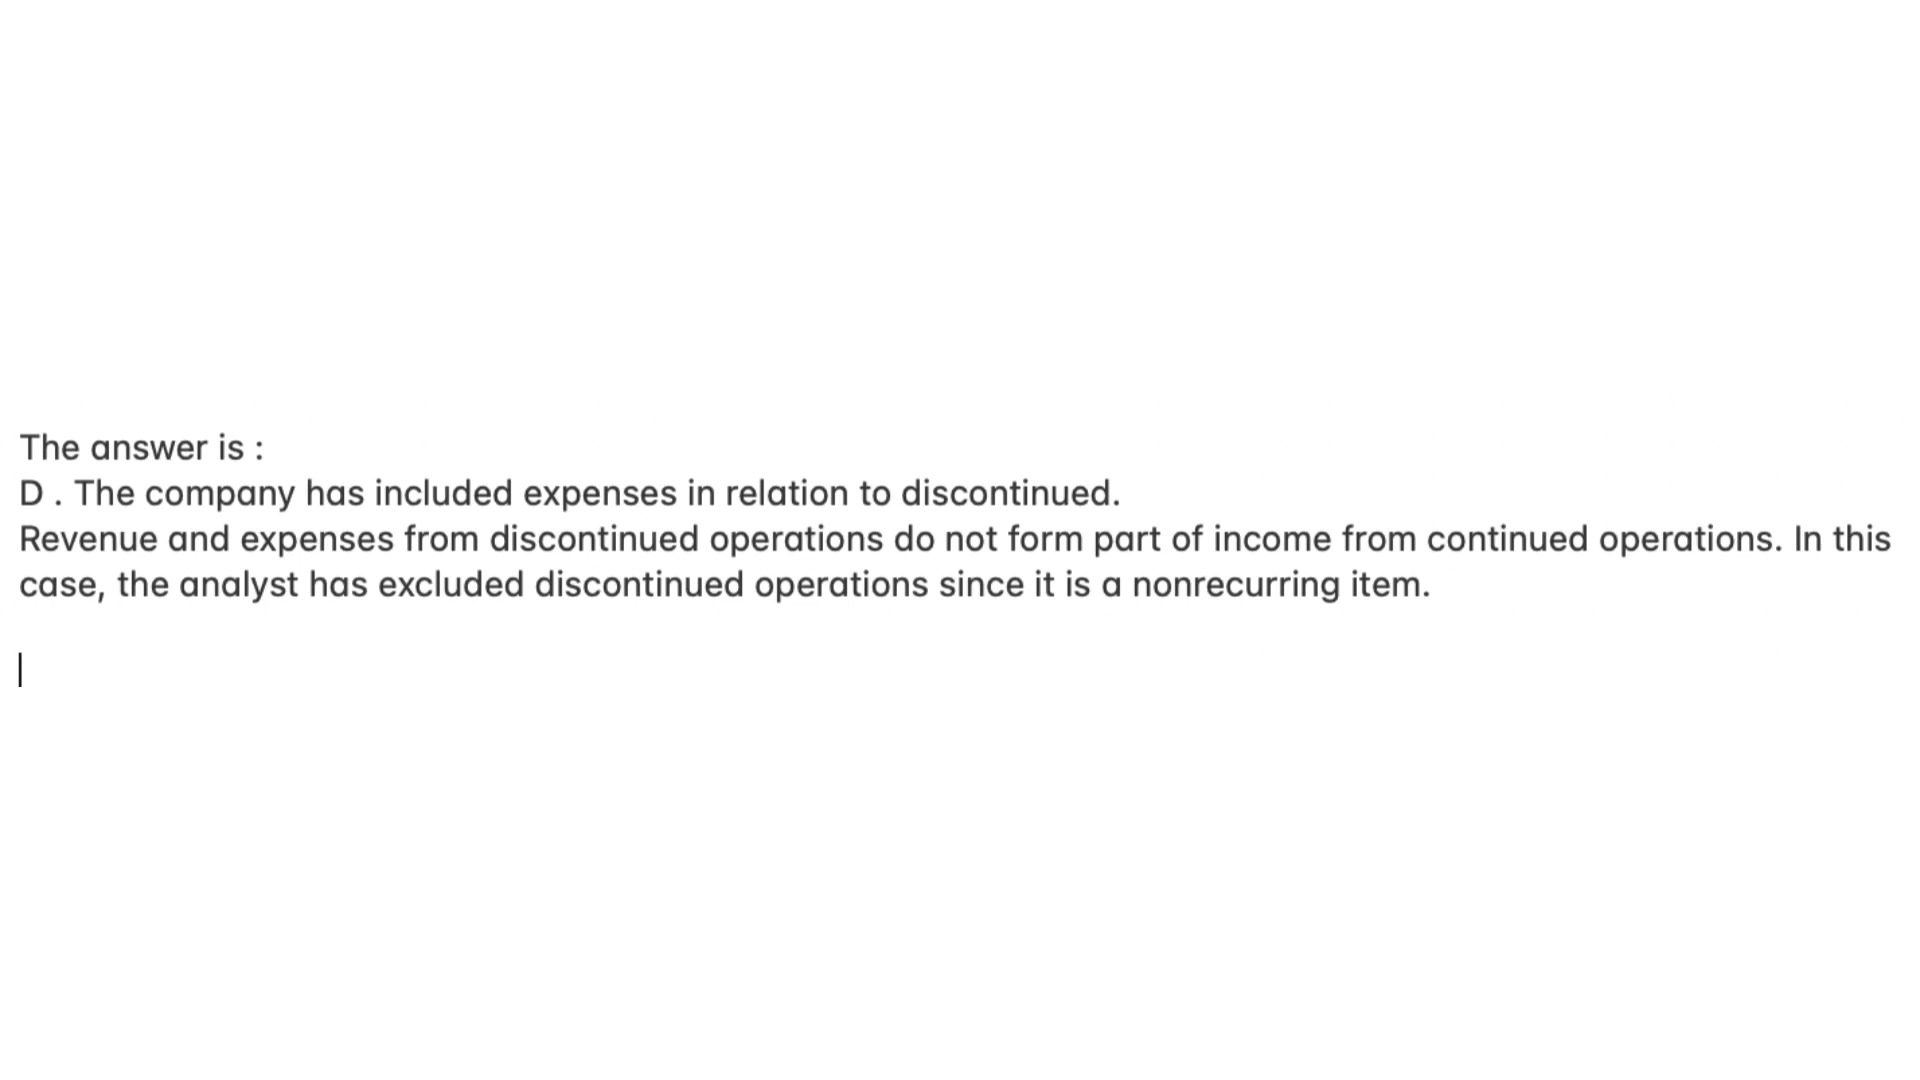 The answer is :
D . The company has included expenses in relation to discontinued.
Revenue and expenses from discontinued operations do not form part of income from continued operations. In this
case, the analyst has excluded discontinued operations since it is a nonrecurring item.